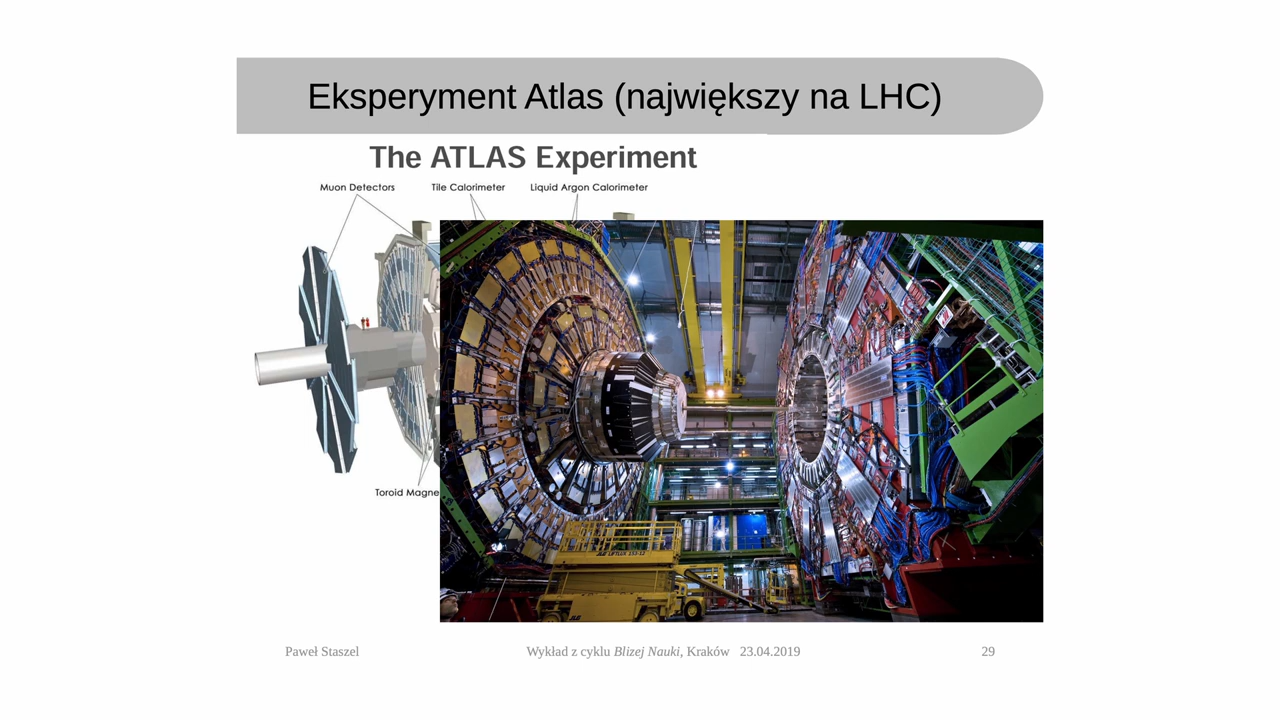 Eksperyment Atlas (największy na LHC)
The ATLAS Experiment
Muon Detectors Tile Calorimeter Liquid Argon Calorimeter
Toroid Magne
Paweł Staszel Wykład z cyklu Blizej Nauki, Kraków 23.04.2019 29